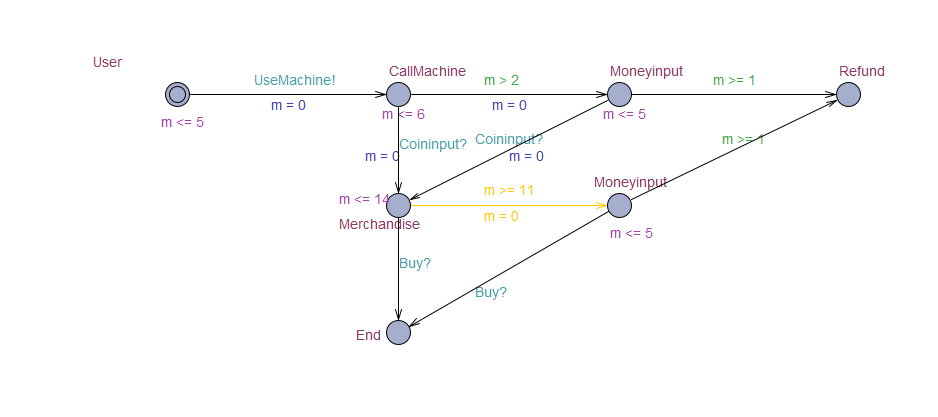 User
UseMachine!
m = 0
m <= 5
CallMachine
m <= 6
m > 2
m = 0
Moneyinput
m <= 5
m >= 1
Refund
Coininput?
m = 0
Coininput?
m = 0
m >= 1
m <= 14
Merchandise
m >= 11
m = 0
Moneyinput
m <= 5
Buy?
Buy?
End